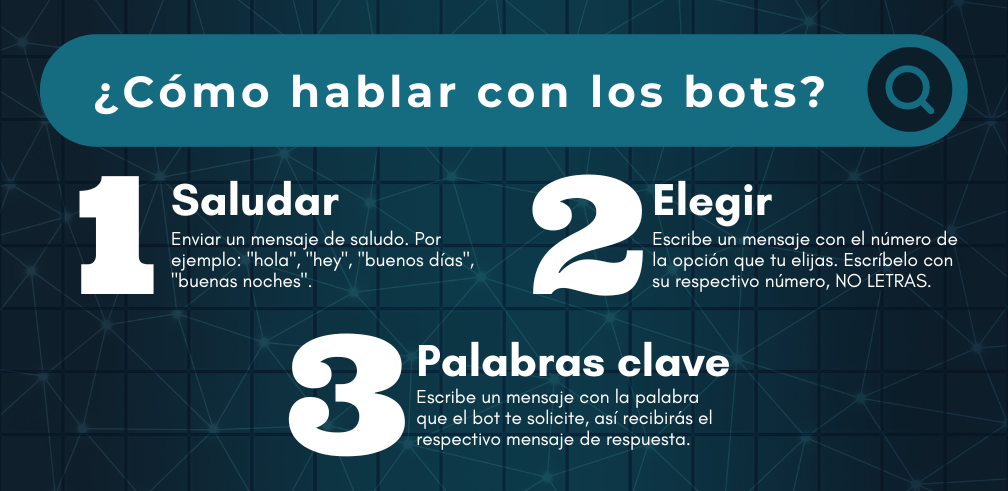 ¿Cómo hablar con los bots?
1
Saludar
Enviar un mensaje de saludo. Por
ejemplo: "hola", "hey", "buenos días",
"buenas noches".
2
Elegir
Escribe un mensaje con el número de
la opción que tu elijas. Escríbelo con
su respectivo número, NO LETRAS.
3
Palabras clave
Escribe un mensaje con la palabra
que el bot te solicite, así recibirás el
respectivo mensaje de respuesta.